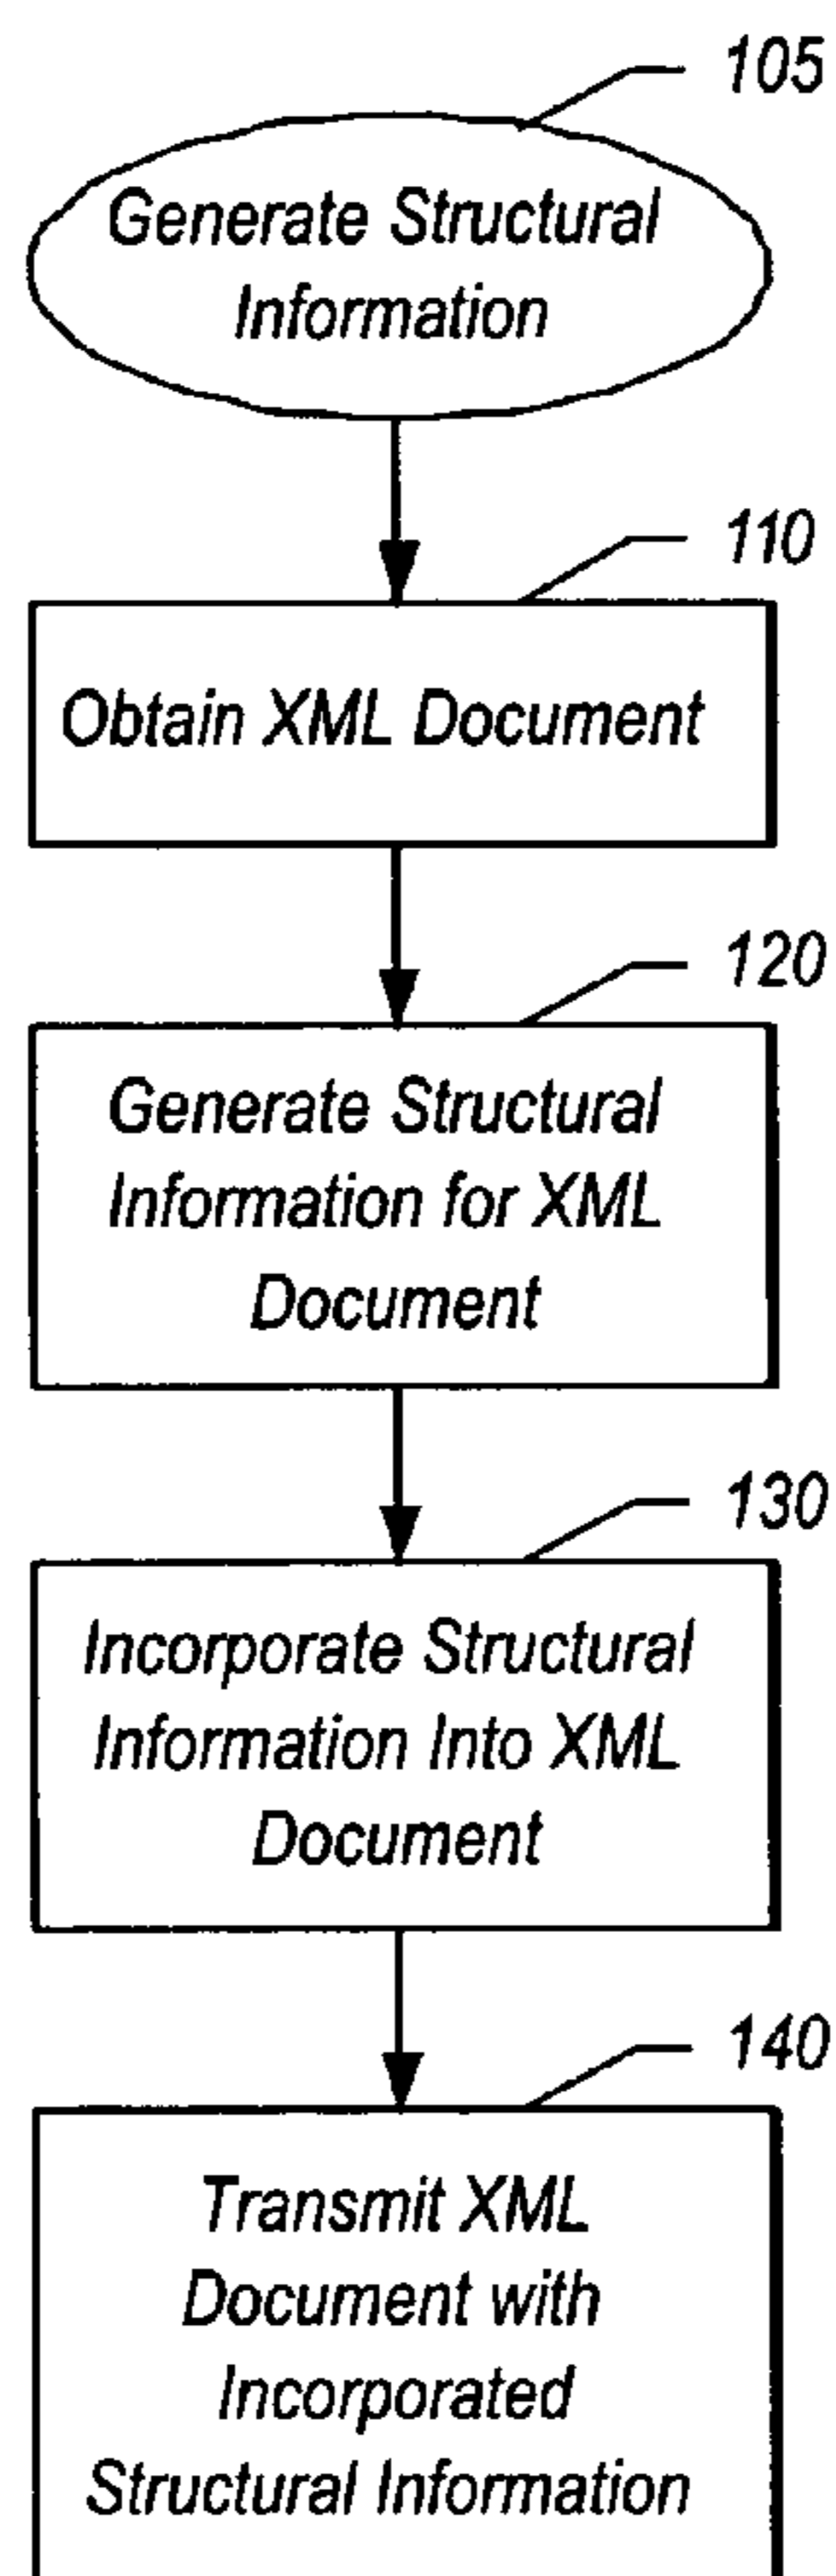 105
Generate Structural
Information
110
Obtain XML Document
120
Generate Structural
Information for XML
Document
130
Incorporate Structural
Information Into XML
Document
140
Transmit XML
Document with
Incorporated
Structural Information